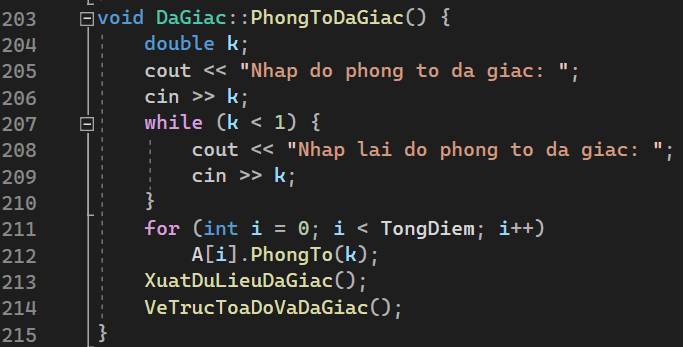 203 void DaGiac::PhongToDaGiac() {
204     double k;
205     cout << "Nhap do phong to da giac: ";
206     cin >> k;
207     while (k < 1) {
208         cout << "Nhap lai do phong to da giac: ";
209         cin >> k;
210     }
211     for (int i = 0; i < TongDiem; i++)
212         A[i].PhongTo(k);
213     XuatDuLieuDaGiac();
214     VeTrucToaDoVaDaGiac();
215 }